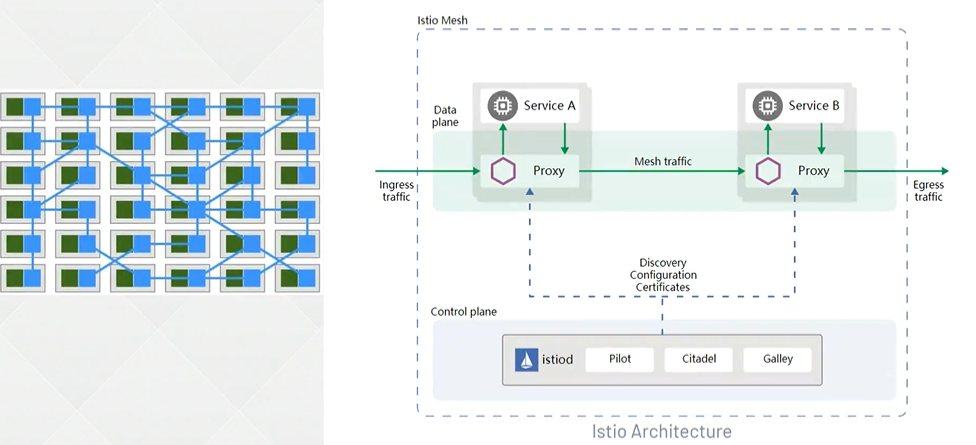 Istio Mesh
Service A
Service B
Data
plane
Proxy
Mesh traffic
Proxy
Ingress
traffic
Egress
traffic
Discovery
Configuration
Certificates
Control plane
istiod
Pilot
Citadel
Galley
Istio Architecture